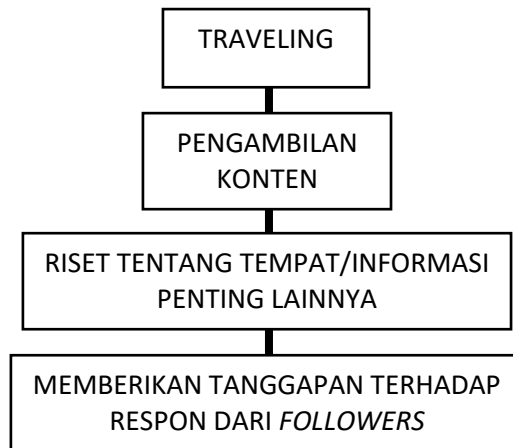 TRAVELING
PENGAMBILAN
KONTEN
RISET TENTANG TEMPAT/INFORMASI
PENTING LAINNYA
MEMBERIKAN TANGGAPAN TERHADAP
RESPON DARI FOLLOWERS